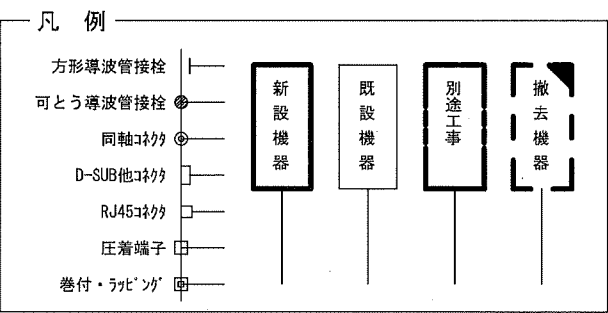 凡 例
方形導波管接栓
可とう導波管接栓
同軸ｺﾈｸﾀ
D-SUB他ｺﾈｸﾀ
RJ45ｺﾈｸﾀ
圧着端子
巻付・ﾗｯﾋﾟﾝｸﾞ
新設機器
既設機器
別途工事
撤去機器